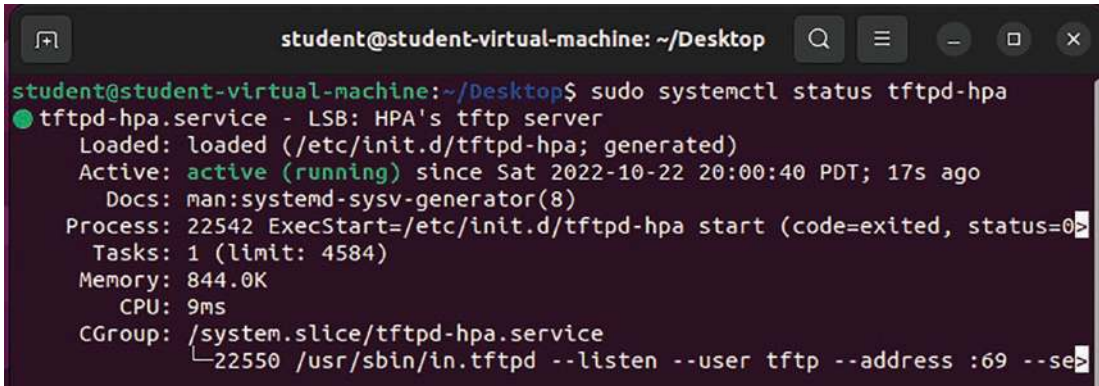 student@student-virtual-machine: ~/Desktop
student@student-virtual-machine:~/Desktop$ sudo systemctl status tftpd-hpa
tftpd-hpa.service - LSB: HPA's tftp server
Loaded: loaded (/etc/init.d/tftpd-hpa; generated)
Active: active (running) since Sat 2022-10-22 20:00:40 PDT; 17s ago
Docs: man:systemd-sysv-generator(8)
Process: 22542 ExecStart=/etc/init.d/tftpd-hpa start (code=exited, status=0>
Tasks: 1 (limit: 4584)
Memory: 844.0K
CPU: 9ms
CGroup: /system.slice/tftpd-hpa.service
└─22550 /usr/sbin/in.tftpd --listen --user tftp --address :69 --se>